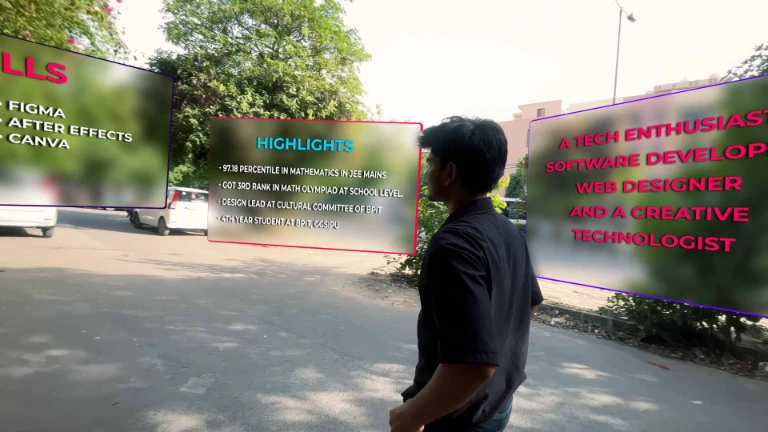 LLS
• FIGMA
• AFTER EFFECTS
• CANVA
HIGHLIGHTS
• 97.18 PERCENTILE IN MATHEMATICS IN JEE MAINS
• GOT 3RD RANK IN MATH OLYMPIAD AT SCHOOL LEVEL.
• DESIGN LEAD AT CULTURAL COMMITTEE OF BPIT
• 4TH YEAR STUDENT AT BPIT, GGSIPU
A TECH ENTHUSIAST
SOFTWARE DEVELOP
WEB DESIGNER
AND A CREATIVE
TECHNOLOGIST